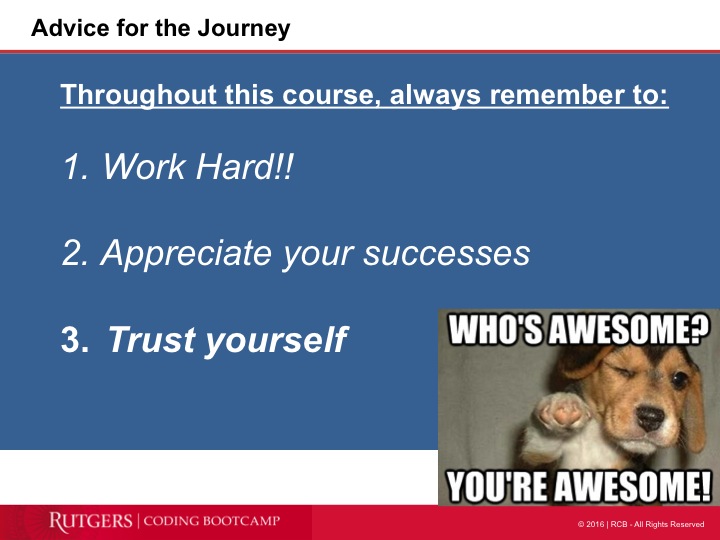 Advice for the Journey
Throughout this course, always remember to:
1. Work Hard!!
2. Appreciate your successes
3. Trust yourself
WHO'S AWESOME?
YOU'RE AWESOME!
RUTGERS | CODING BOOTCAMP
© 2016 | RCB - All Rights Reserved